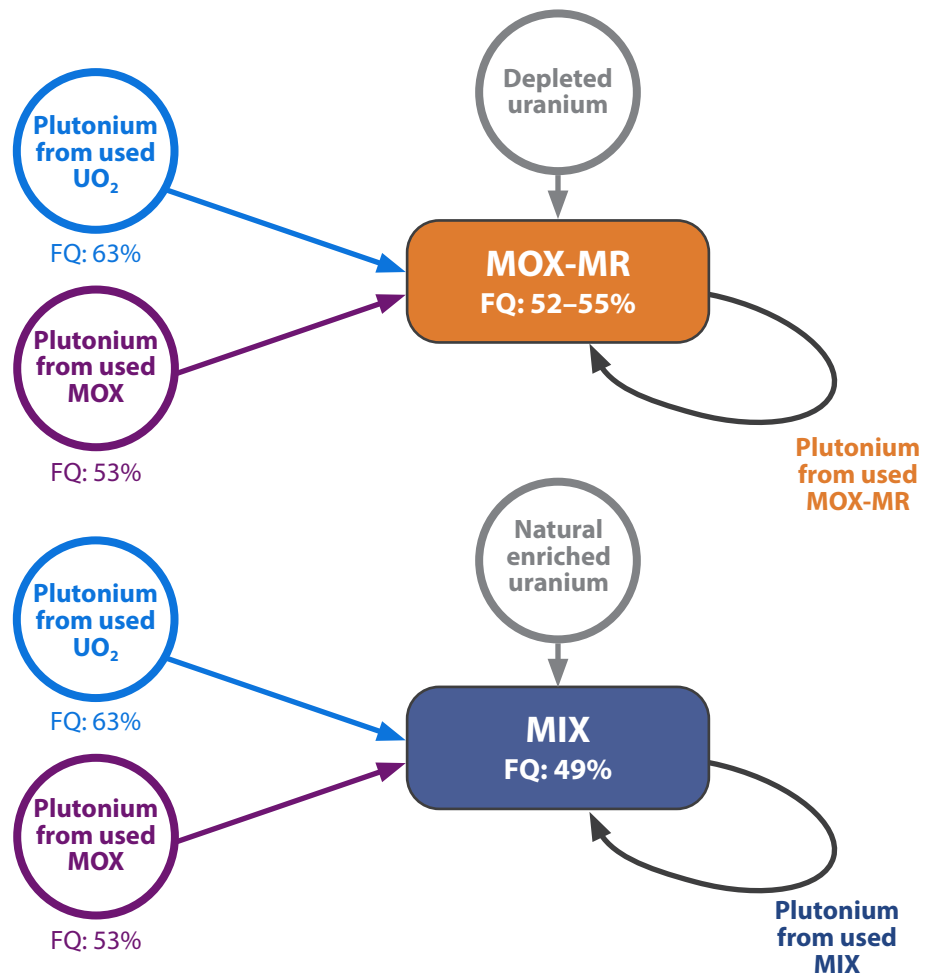 Depleted
uranium
Plutonium
from used
UO₂
FQ: 63%
MOX-MR
FQ: 52–55%
Plutonium
from used
MOX
FQ: 53%
Plutonium
from used
MOX-MR
Natural
enriched
uranium
Plutonium
from used
UO₂
FQ: 63%
MIX
FQ: 49%
Plutonium
from used
MOX
FQ: 53%
Plutonium
from used
MIX